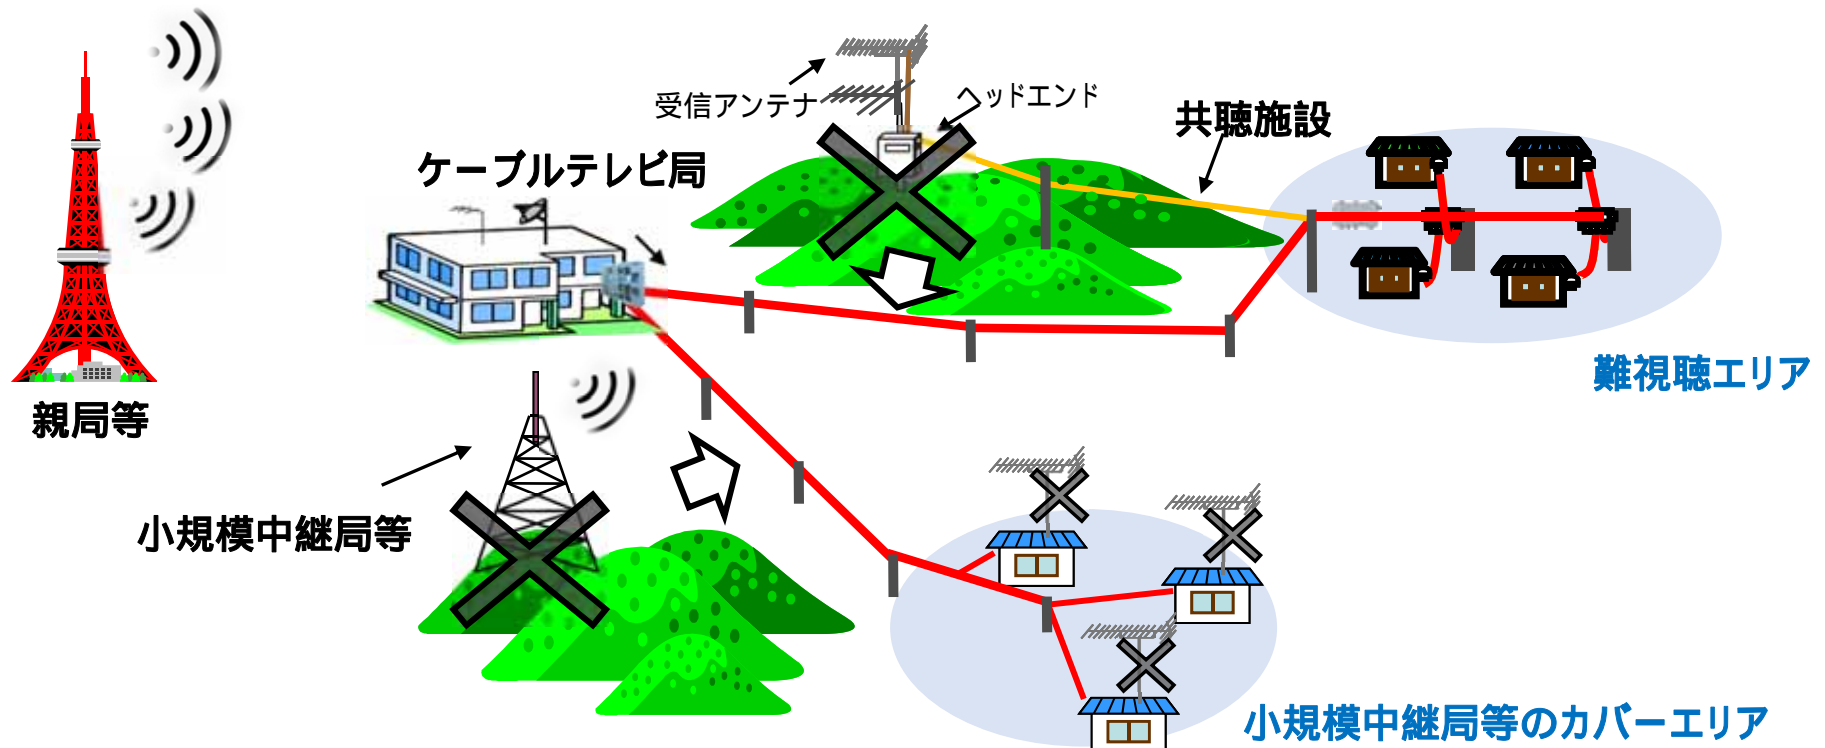 受信アンテナ
ヘッドエンド
共聴施設
ケーブルテレビ局
難視聴エリア
親局等
小規模中継局等
小規模中継局等のカバーエリア